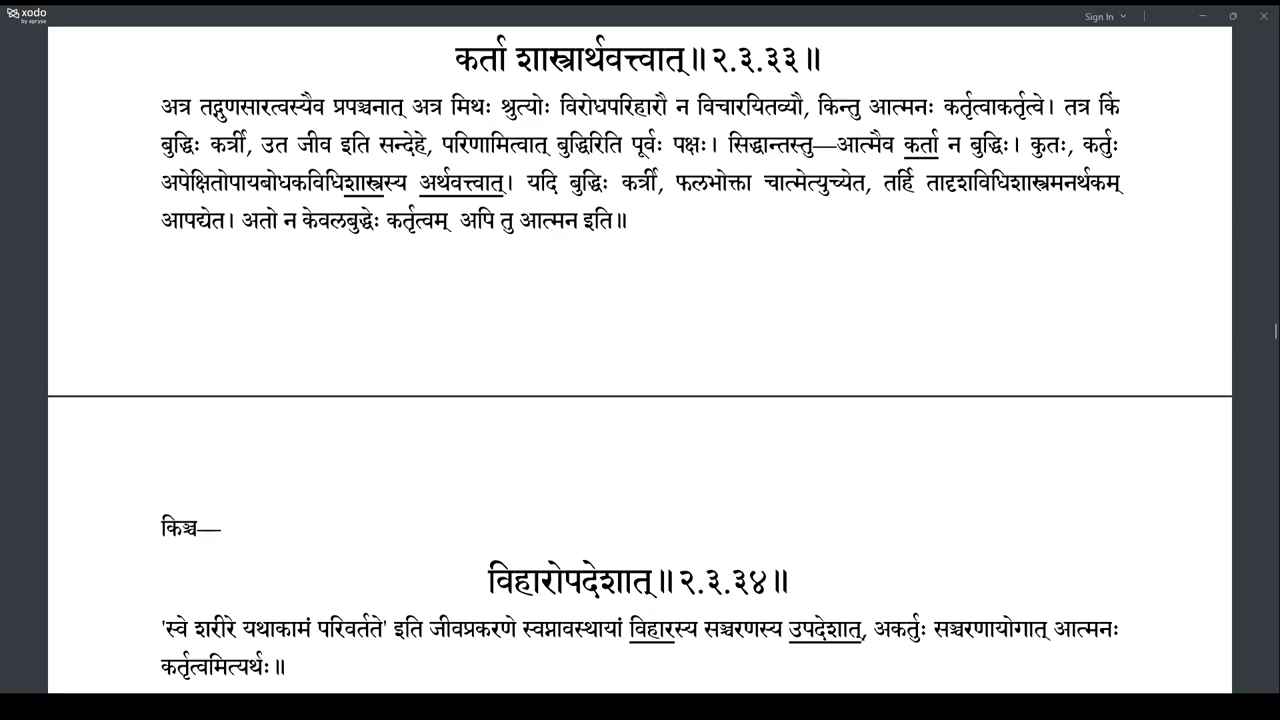 xodo
by apryse
Sign In
कर्ता शास्त्रार्थवत्त्वात्॥२.३.३३॥
अत्र तद्गुणसारत्वस्यैव प्रपञ्चनात् अत्र मिथः श्रुत्योः विरोधपरिहारौ न विचारयितव्यौ, किन्तु आत्मनः कर्तृत्वाकर्तृत्वे। तत्र किं
बुद्धिः कर्त्री, उत जीव इति सन्देहे, परिणामित्वात् बुद्धिरिति पूर्वः पक्षः। सिद्धान्तस्तु—आत्मैव कर्ता न बुद्धिः। कुतः, कर्तुः
अपेक्षितोपायबोधकविधिशास्त्रस्य अर्थवत्त्वात्। यदि बुद्धिः कर्त्री, फलभोक्ता चात्मेत्युच्येत, तर्हि तादृशविधिशास्त्रमनर्थकम्
आपद्येत। अतो न केवलबुद्धेः कर्तृत्वम् अपि तु आत्मन इति॥
किञ्च—
विहारोपदेशात्॥२.३.३४॥
'स्वे शरीरे यथाकामं परिवर्तते' इति जीवप्रकरणे स्वप्नावस्थायां विहारस्य सञ्चरणस्य उपदेशात्, अकर्तुः सञ्चरणायोगात् आत्मनः
कर्तृत्वमित्यर्थः॥